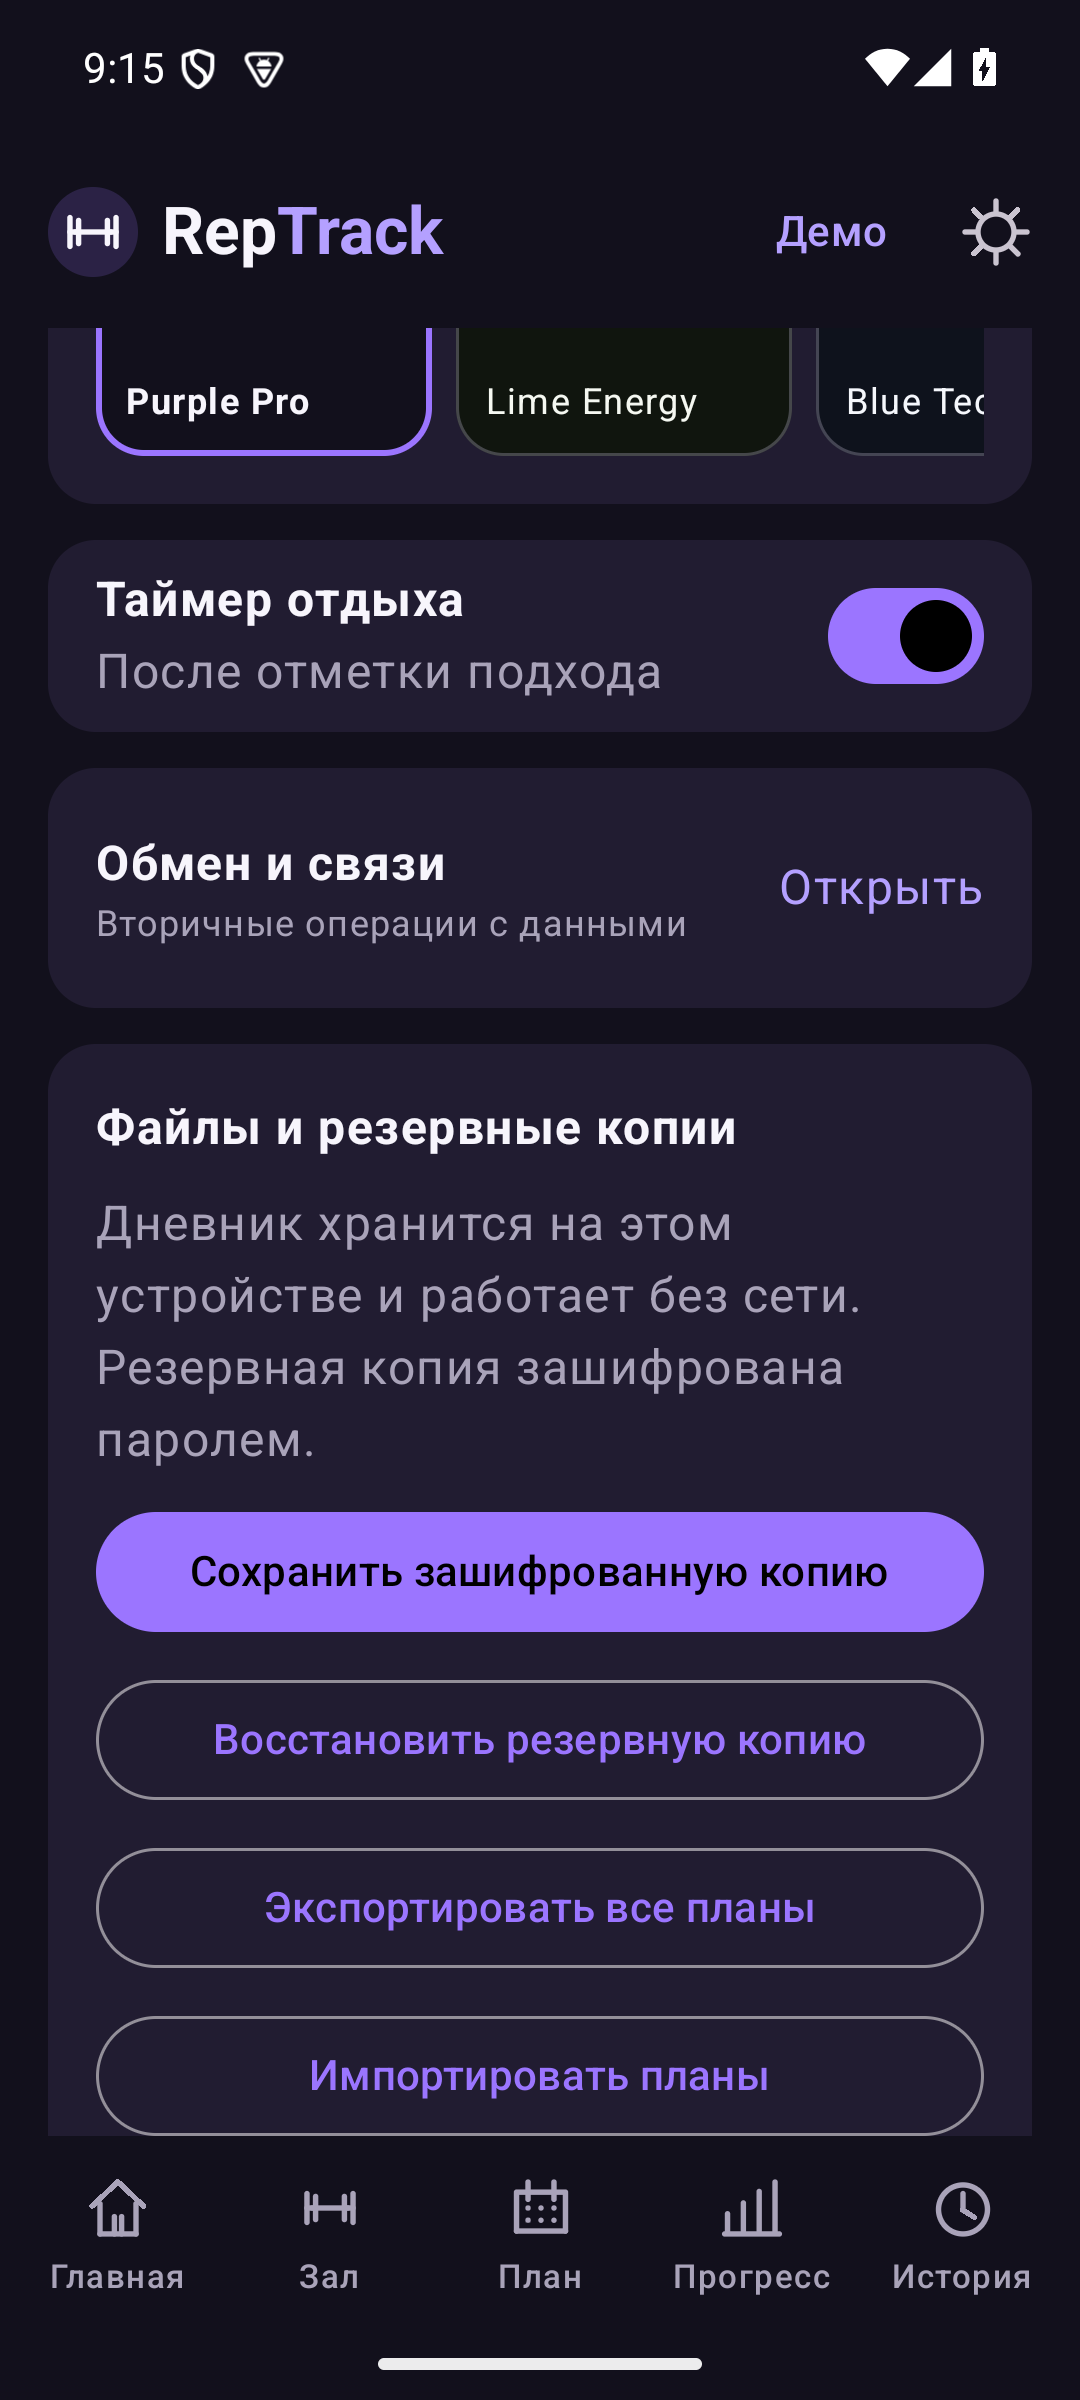 9:15
RepTrack
Демо
Purple Pro
Lime Energy
Blue Tec
Таймер отдыха
После отметки подхода
Обмен и связи
Вторичные операции с данными
Открыть
Файлы и резервные копии
Дневник хранится на этом
устройстве и работает без сети.
Резервная копия зашифрована
паролем.
Сохранить зашифрованную копию
Восстановить резервную копию
Экспортировать все планы
Импортировать планы
Главная
Зал
План
Прогресс
История